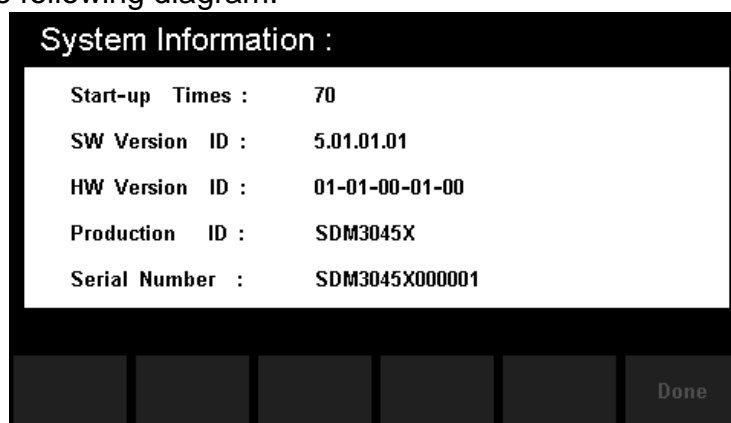 following diagram.
System Information :
Start-up Times : 70
SW Version ID : 5.01.01.01
HW Version ID : 01-01-00-01-00
Production ID : SDM3045X
Serial Number : SDM3045X000001
Done